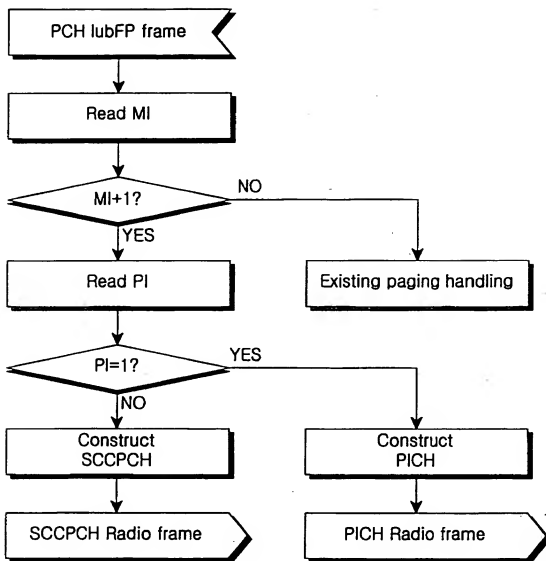 PCH IubFP frame
Read MI
MI+1?
NO
YES
Read PI
Existing paging handling
PI=1?
YES
NO
Construct
SCCPCH
Construct
PICH
SCCPCH Radio frame
PICH Radio frame